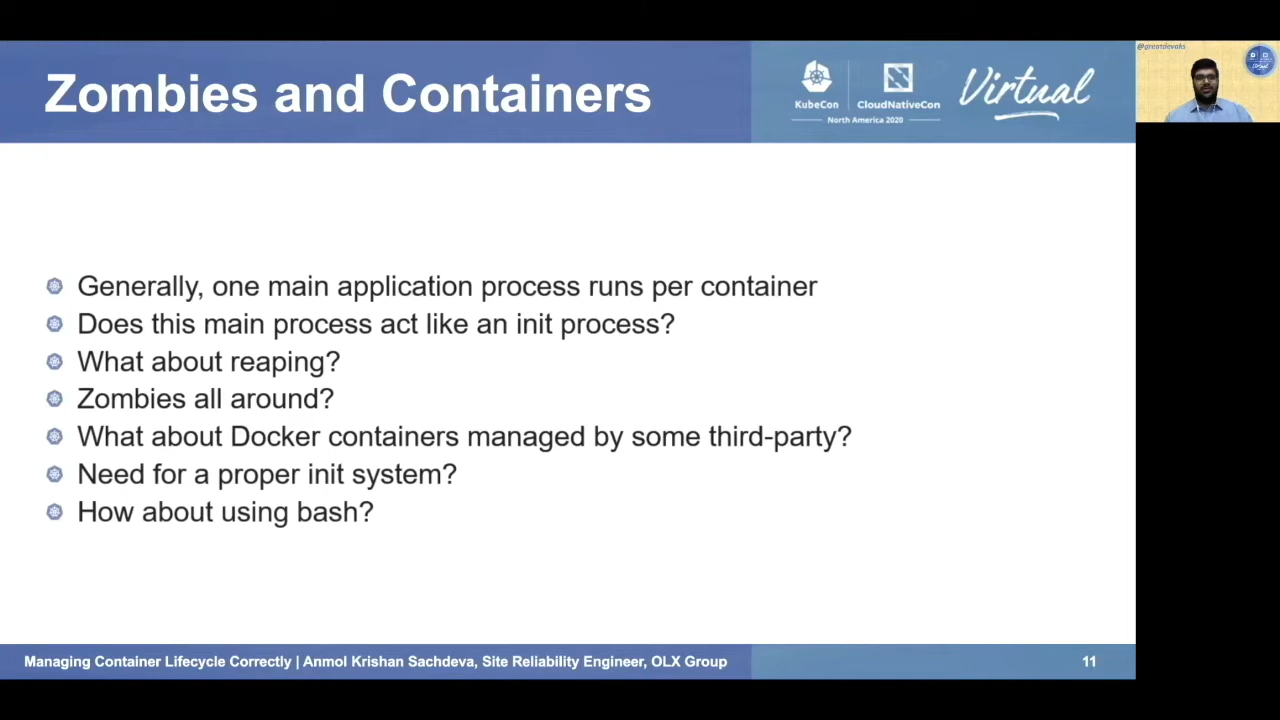 Zombies and Containers
KubeCon
CloudNativeCon
North America 2020
Virtual
@greatdevaks
Generally, one main application process runs per container
Does this main process act like an init process?
What about reaping?
Zombies all around?
What about Docker containers managed by some third-party?
Need for a proper init system?
How about using bash?
Managing Container Lifecycle Correctly | Anmol Krishan Sachdeva, Site Reliability Engineer, OLX Group
11